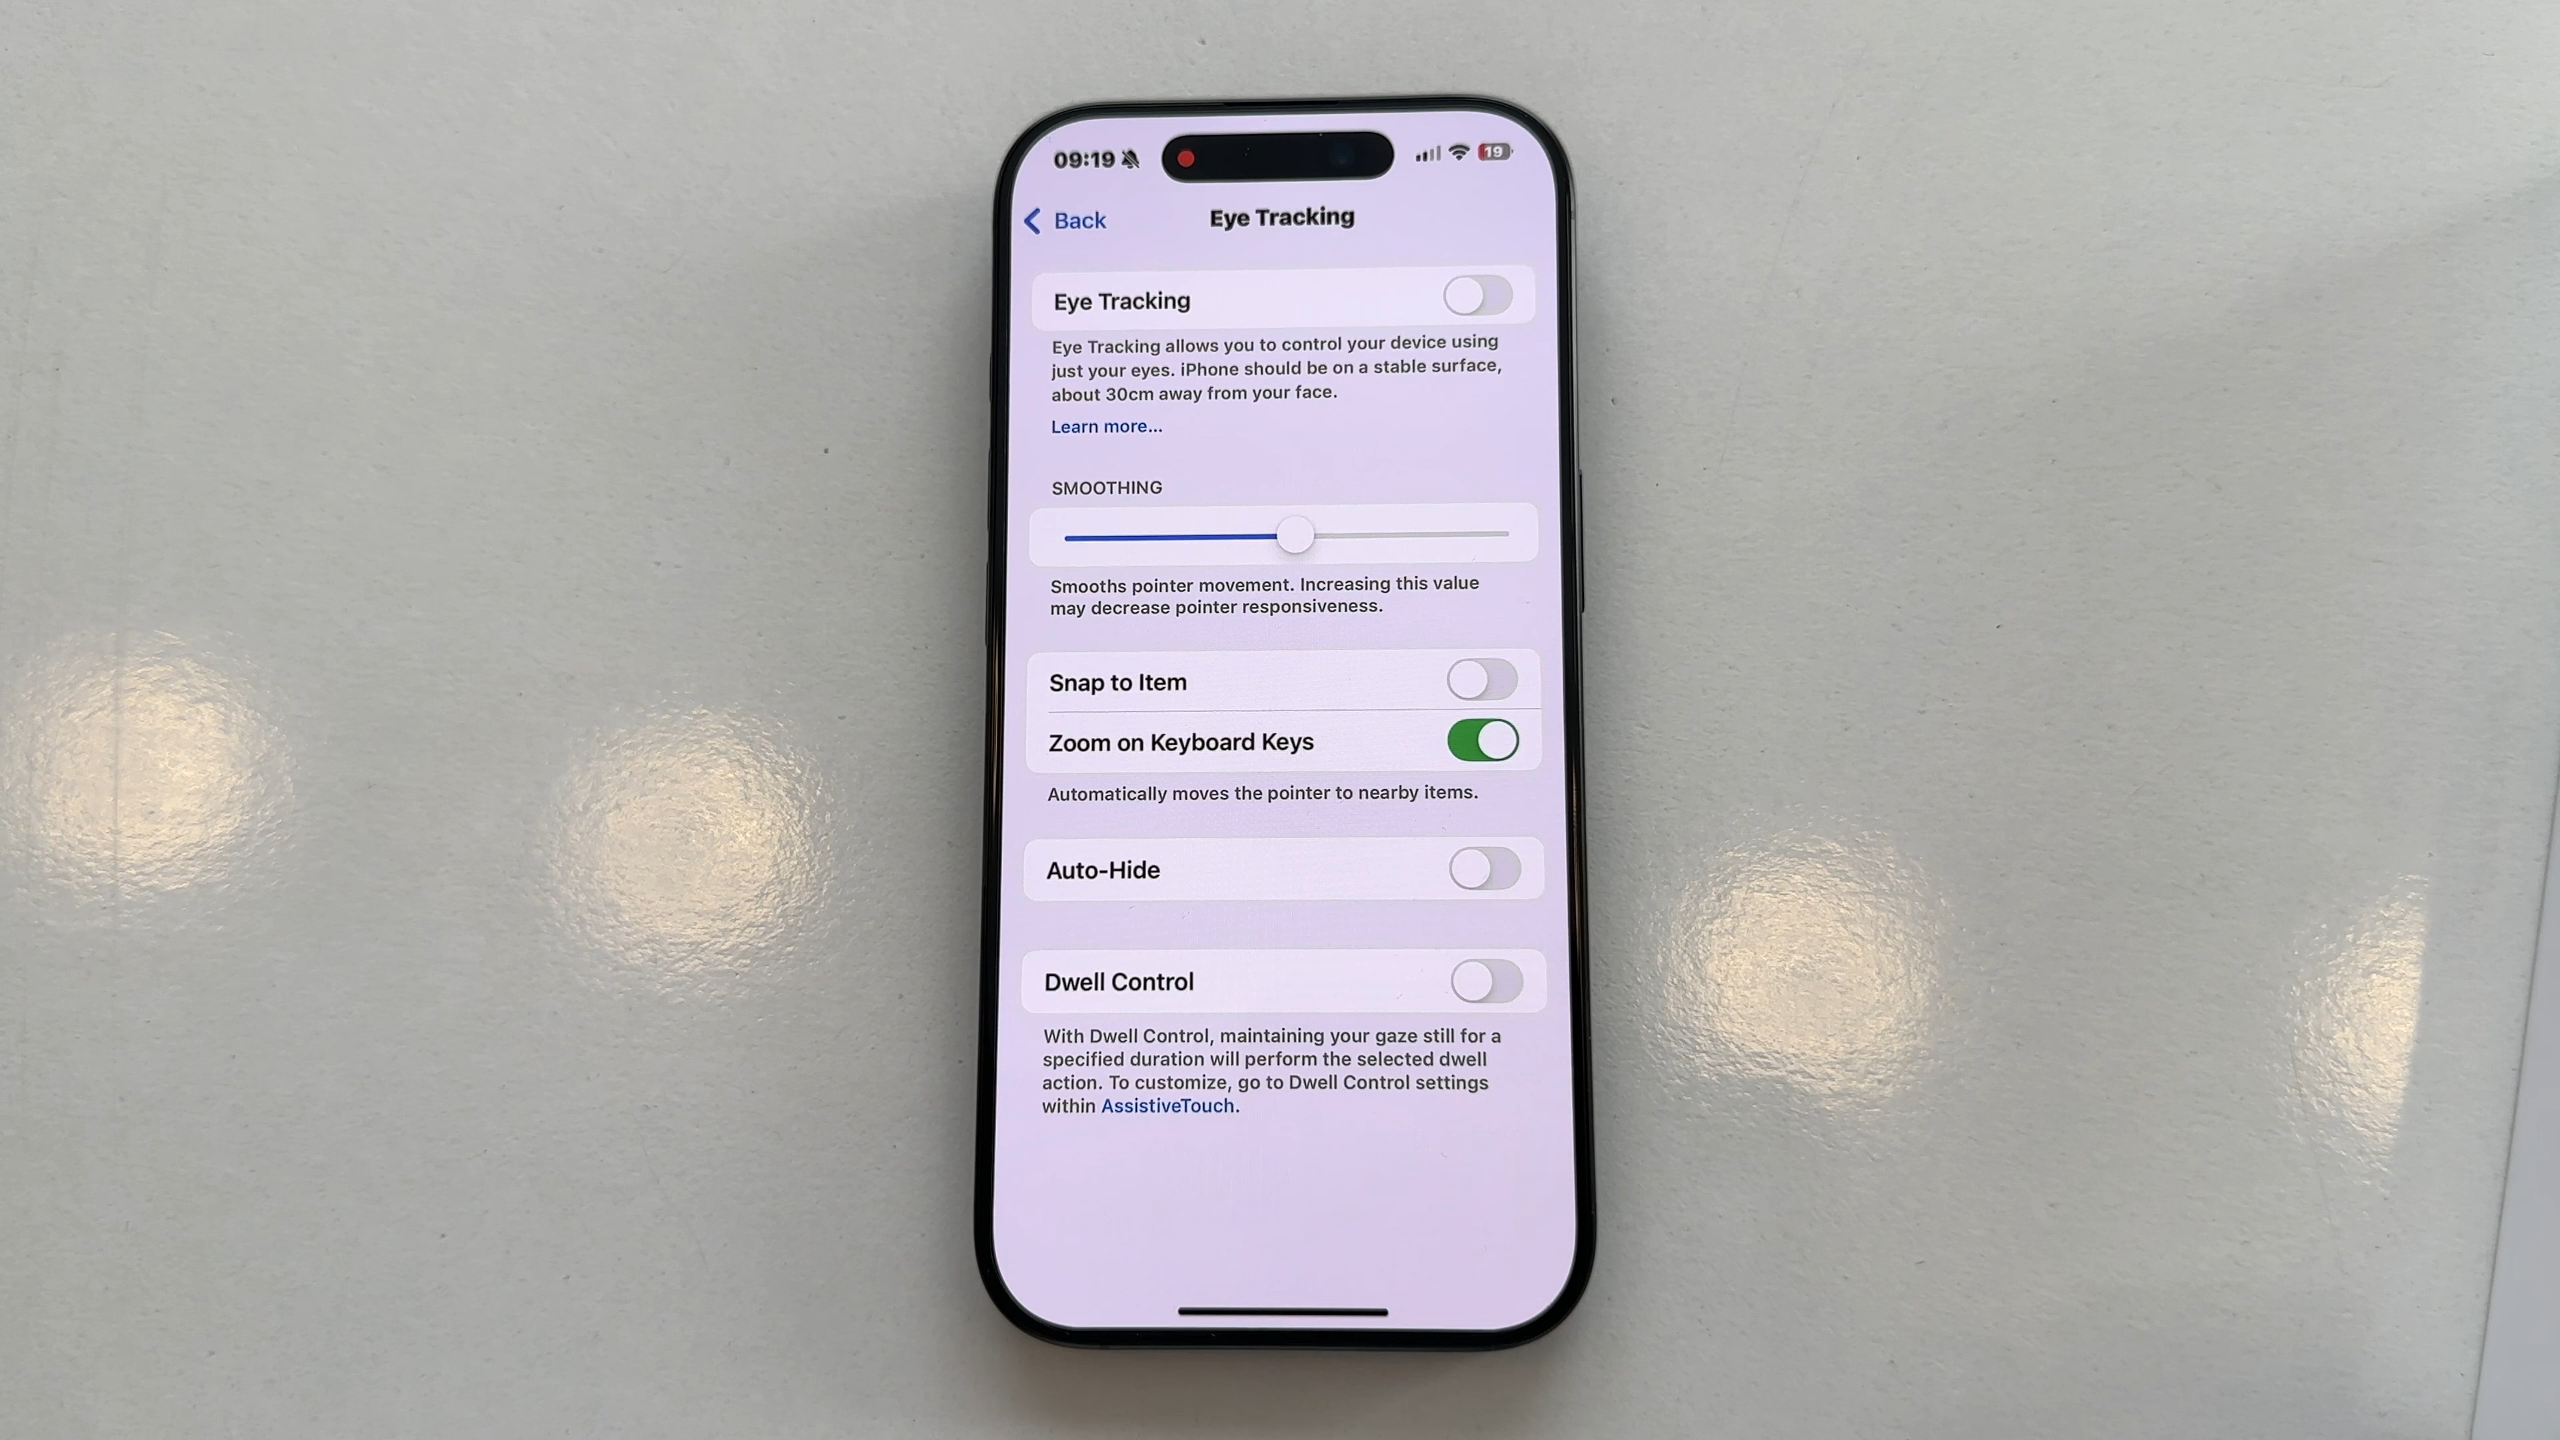 09:19
19
Back
Eye Tracking
Eye Tracking
Eye Tracking allows you to control your device using
just your eyes. iPhone should be on a stable surface,
about 30cm away from your face.
Learn more...
SMOOTHING
Smooths pointer movement. Increasing this value
may decrease pointer responsiveness.
Snap to Item
Zoom on Keyboard Keys
Automatically moves the pointer to nearby items.
Auto-Hide
Dwell Control
With Dwell Control, maintaining your gaze still for a
specified duration will perform the selected dwell
action. To customize, go to Dwell Control settings
within AssistiveTouch.